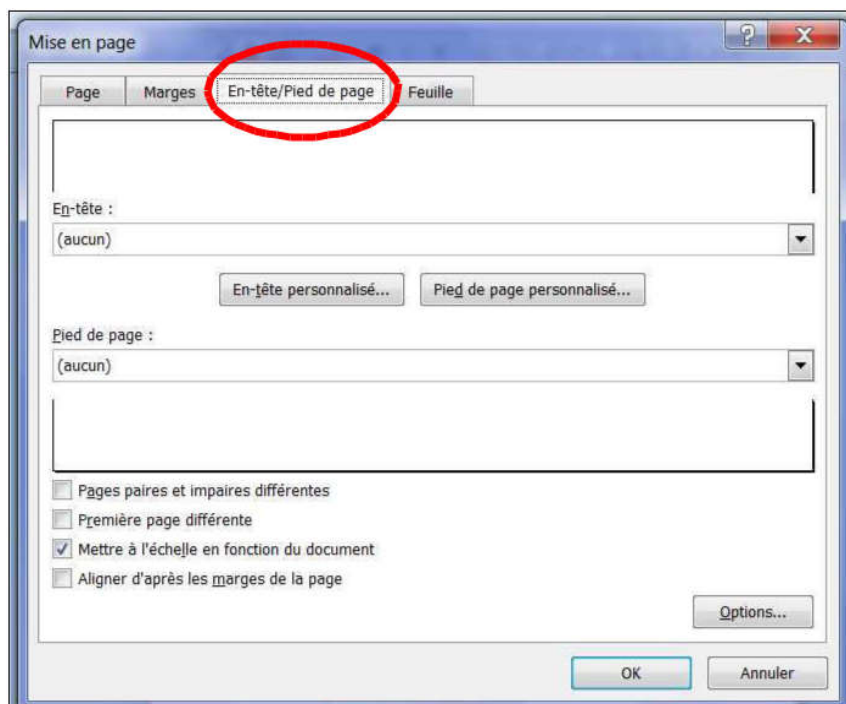 Mise en page
Page Marges En-tête/Pied de page Feuille
En-tête :
(aucun)
En-tête personnalisé... Pied de page personnalisé...
Pied de page :
(aucun)
Pages paires et impaires différentes
Première page différente
Mettre à l'échelle en fonction du document
Aligner d'après les marges de la page
Options...
OK Annuler